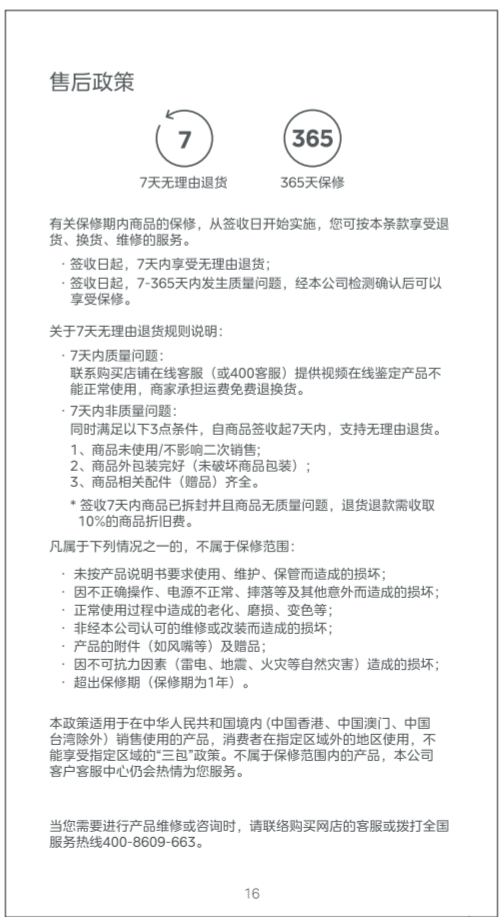 售后政策
7
365
7天无理由退货
365天保修
有关保修期内商品的保修，从签收日开始实施，您可按本条款享受退
货、换货、维修的服务。
· 签收日起，7天内享受无理由退货；
· 签收日起，7-365天内发生质量问题，经本公司检测确认后可以
享受保修。
关于7天无理由退货规则说明：
· 7天内质量问题：
联系购买店铺在线客服（或400客服）提供视频在线鉴定产品不
能正常使用，商家承担运费免费退换货。
· 7天内非质量问题：
同时满足以下3点条件，自商品签收起7天内，支持无理由退货。
1、商品未使用/不影响二次销售；
2、商品外包装完好（未破坏商品包装）；
3、商品相关配件（赠品）齐全。
* 签收7天内商品已拆封并且商品无质量问题，退货退款需收取
10%的商品折旧费。
凡属于下列情况之一的，不属于保修范围：
· 未按产品说明书要求使用、维护、保管而造成的损坏；
· 因不正确操作、电源不正常、摔落等及其他意外而造成的损坏；
· 正常使用过程中造成的老化、磨损、变色等；
· 非经本公司认可的维修或改装而造成的损坏；
· 产品的附件（如风嘴等）及赠品；
· 因不可抗力因素（雷电、地震、火灾等自然灾害）造成的损坏；
· 超出保修期（保修期为1年）。
本政策适用于在中华人民共和国境内 (中国香港、中国澳门、中国
台湾除外）销售使用的产品，消费者在指定区域外的地区使用，不
能享受指定区域的“三包”政策。不属于保修范围内的产品，本公司
客户客服中心仍会热情为您服务。
当您需要进行产品维修或咨询时，请联络购买网店的客服或拨打全国
服务热线400-8609-663。
16